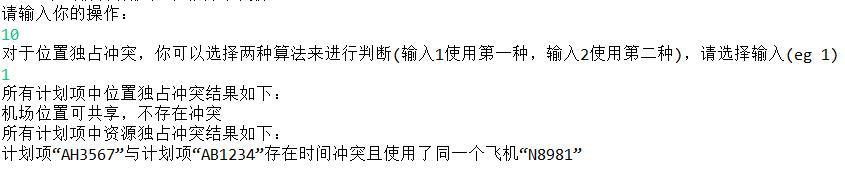 请输入你的操作：
10
对于位置独占冲突，你可以选择两种算法来进行判断(输入1使用第一种，输入2使用第二种)，请选择输入(eg 1)
1
所有计划项中位置独占冲突结果如下：
机场位置可共享，不存在冲突
所有计划项中资源独占冲突结果如下：
计划项“AH3567”与计划项“AB1234”存在时间冲突且使用了同一个飞机“N8981”